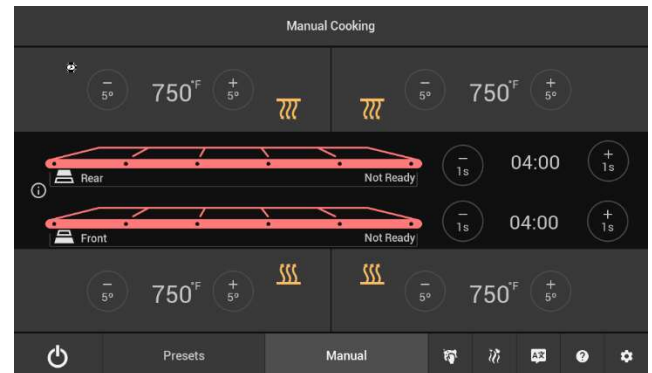 Manual Cooking
− 5º 750°F + 5º − 5º 750°F + 5º
Rear Not Ready − 1s 04:00 + 1s
Front Not Ready − 1s 04:00 + 1s
− 5º 750°F + 5º − 5º 750°F + 5º
Presets Manual